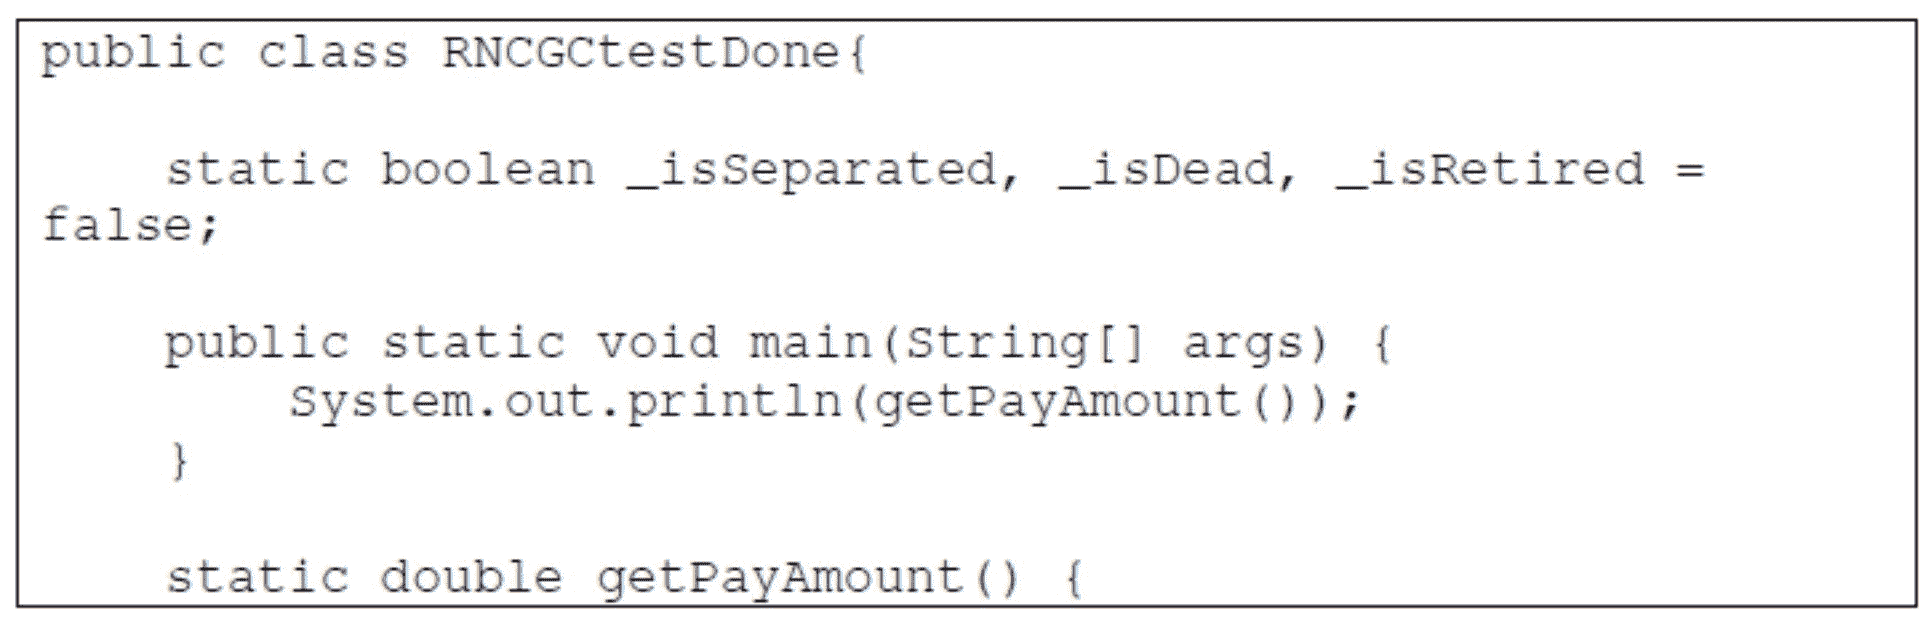 public class RNCGCtestDone{
static boolean _isSeparated, _isDead, _isRetired =
false;
public static void main(String[] args) {
System.out.println(getPayAmount());
}
static double getPayAmount() {